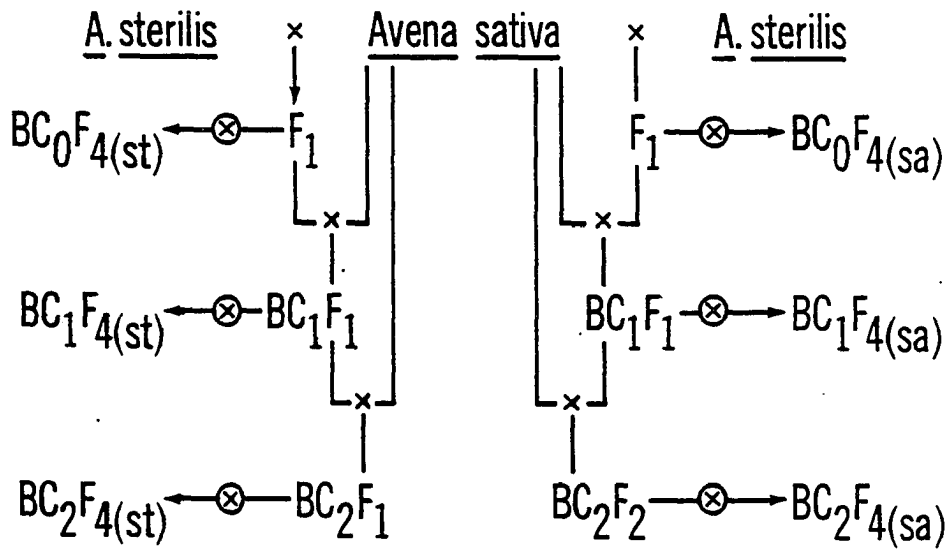 A. sterilis × Avena sativa × A. sterilis
BC₀F₄(st) ⊗ F₁ F₁ ⊗ BC₀F₄(sa)
× ×
BC₁F₄(st) ⊗ BC₁F₁ BC₁F₁ ⊗ BC₁F₄(sa)
× ×
BC₂F₄(st) ⊗ BC₂F₁ BC₂F₂ ⊗ BC₂F₄(sa)